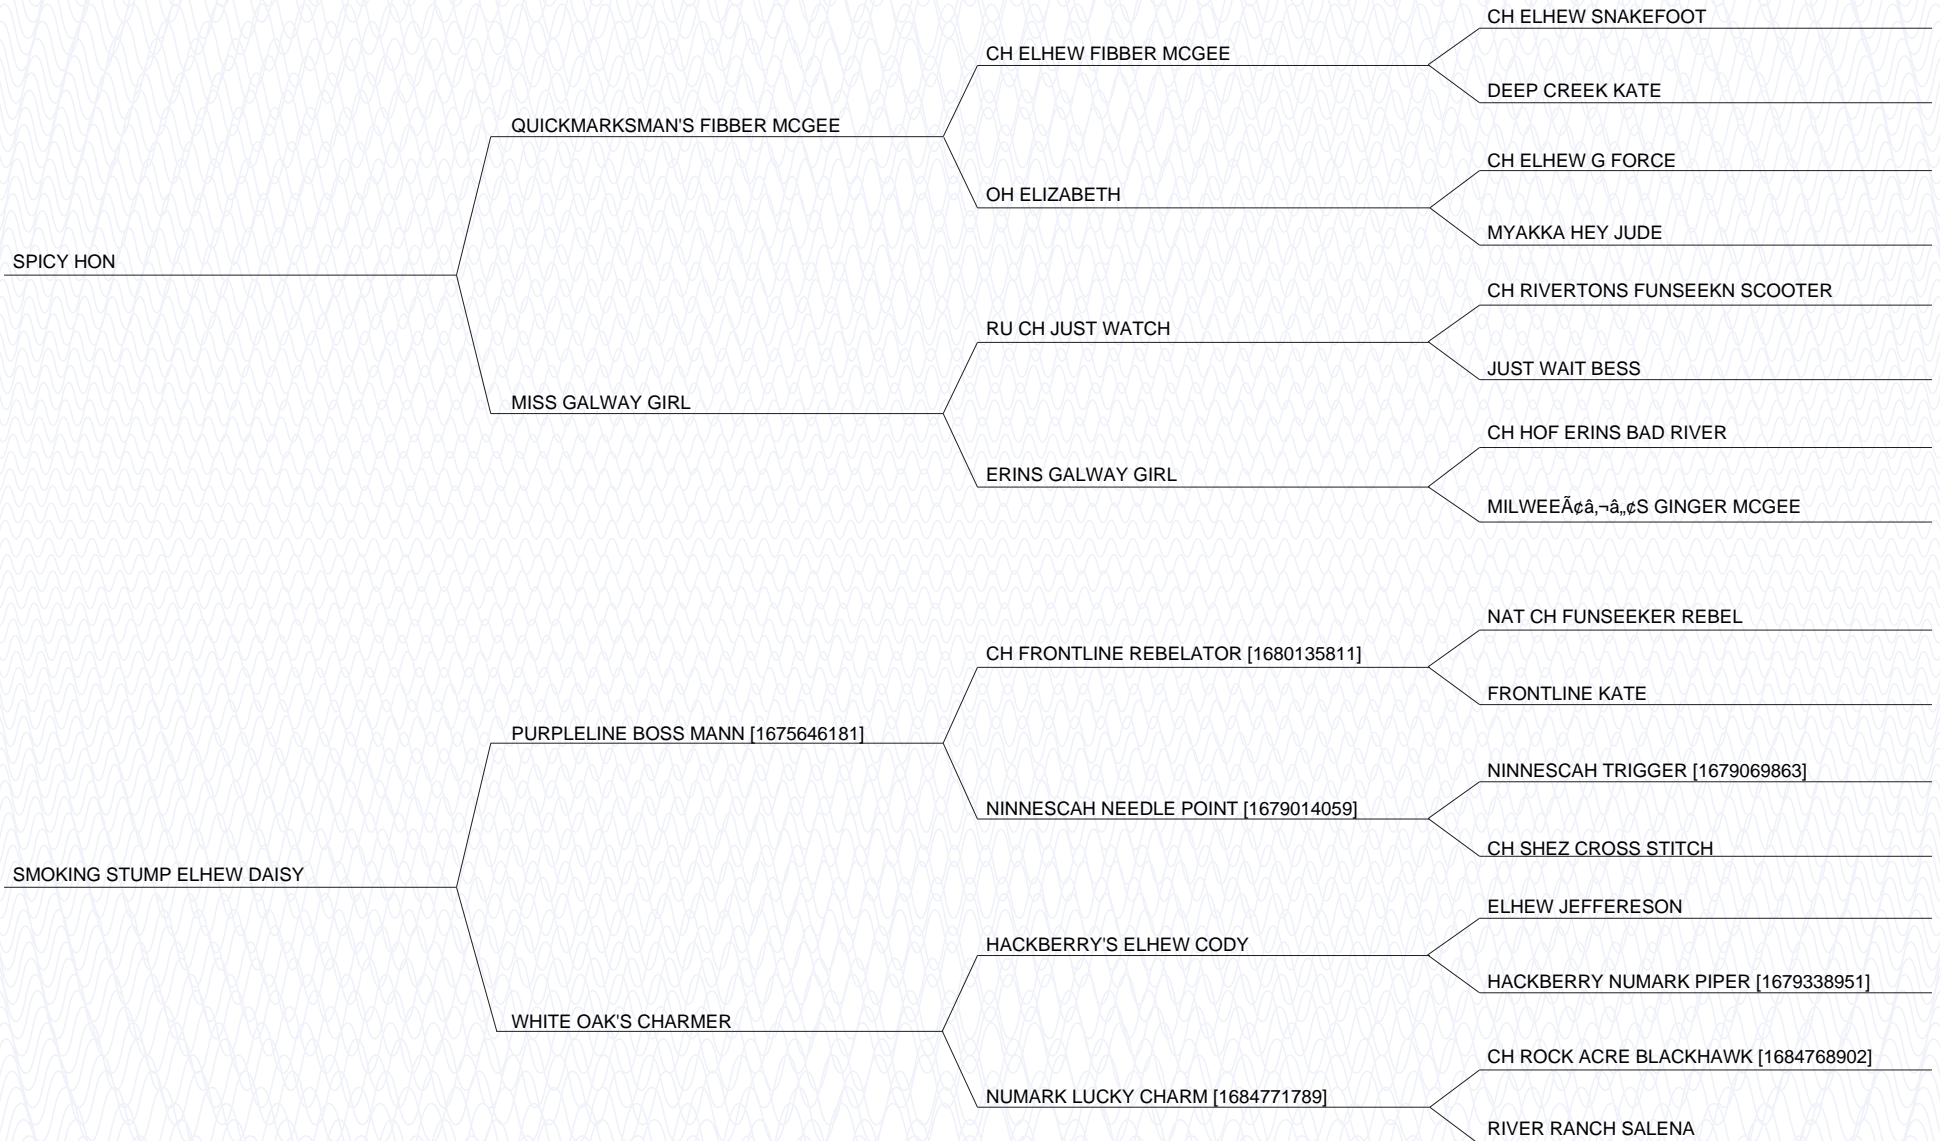 CH ELHEW SNAKEFOOT
CH ELHEW FIBBER MCGEE
DEEP CREEK KATE
QUICKMARKSMAN'S FIBBER MCGEE
CH ELHEW G FORCE
OH ELIZABETH
MYAKKA HEY JUDE
SPICY HON
CH RIVERTONS FUNSEEKN SCOOTER
RU CH JUST WATCH
JUST WAIT BESS
MISS GALWAY GIRL
CH HOF ERINS BAD RIVER
ERINS GALWAY GIRL
MILWEEÃ¢â‚¬â„¢S GINGER MCGEE
NAT CH FUNSEEKER REBEL
CH FRONTLINE REBELATOR [1680135811]
FRONTLINE KATE
PURPLELINE BOSS MANN [1675646181]
NINNESCAH TRIGGER [1679069863]
NINNESCAH NEEDLE POINT [1679014059]
CH SHEZ CROSS STITCH
SMOKING STUMP ELHEW DAISY
ELHEW JEFFERESON
HACKBERRY'S ELHEW CODY
HACKBERRY NUMARK PIPER [1679338951]
WHITE OAK'S CHARMER
CH ROCK ACRE BLACKHAWK [1684768902]
NUMARK LUCKY CHARM [1684771789]
RIVER RANCH SALENA